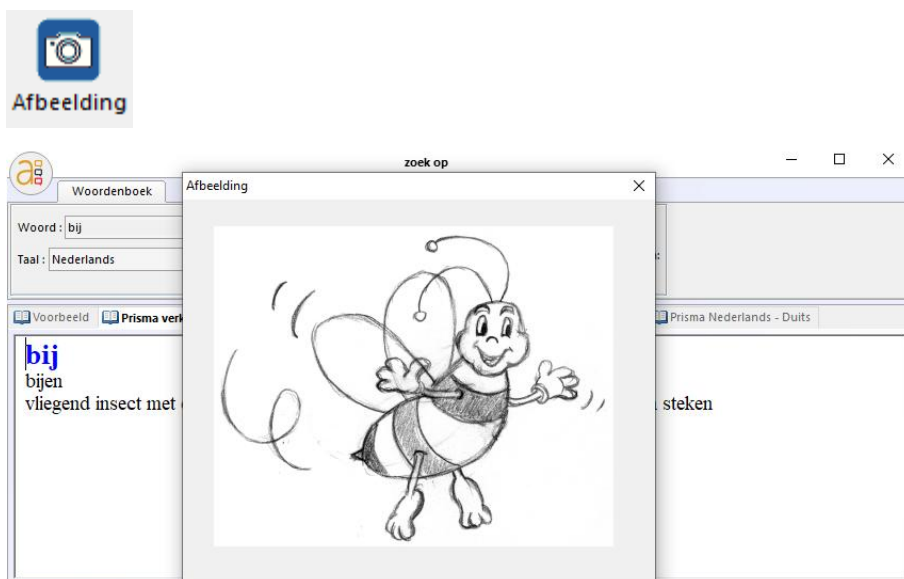 Afbeelding
zoek op
Woordenboek
Afbeelding
Woord : bij
Taal : Nederlands
Voorbeeld
Prisma
Prisma Nederlands - Duits
bij
bijen
vliegend insect met
steken